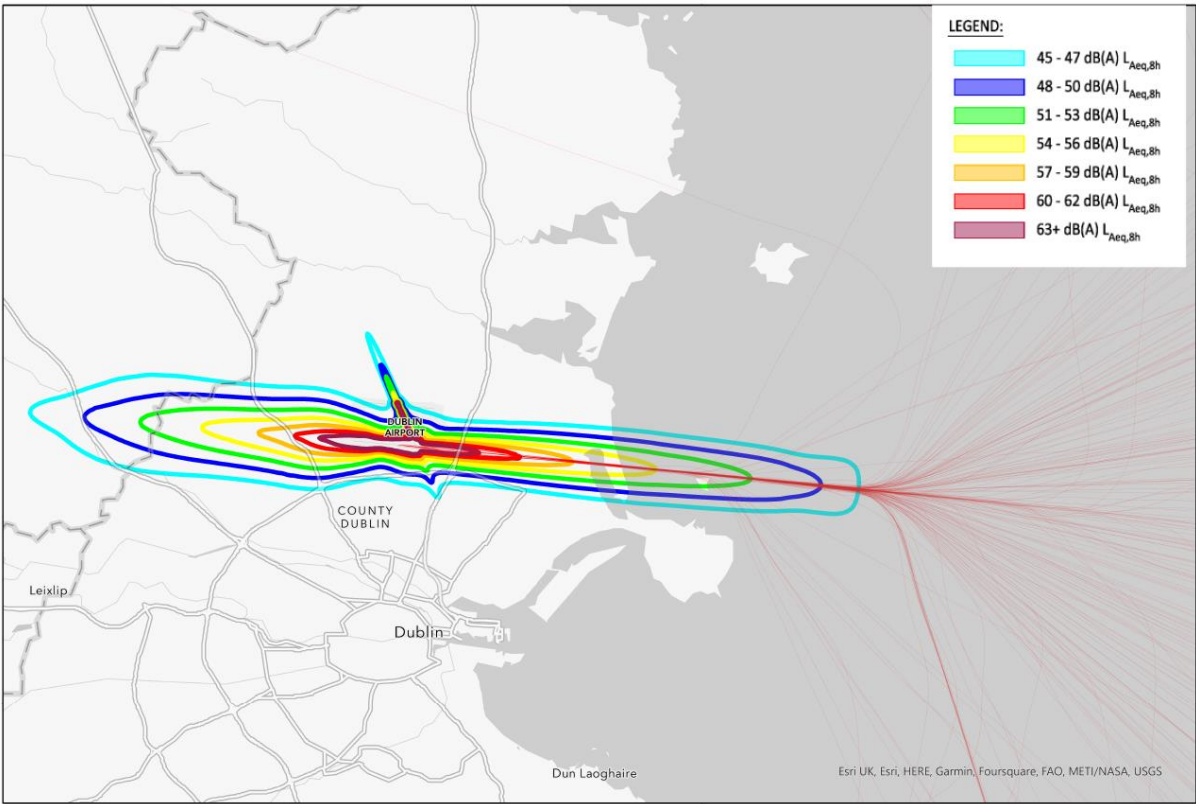 LEGEND:
45 - 47 dB(A) LAeq,8h
48 - 50 dB(A) LAeq,8h
51 - 53 dB(A) LAeq,8h
54 - 56 dB(A) LAeq,8h
57 - 59 dB(A) LAeq,8h
60 - 62 dB(A) LAeq,8h
63+ dB(A) LAeq,8h
DUBLIN
AIRPORT
COUNTY
DUBLIN
Leixlip
Dublin
Dun Laoghaire
Esri UK, Esri, HERE, Garmin, Foursquare, FAO, METI/NASA, USGS